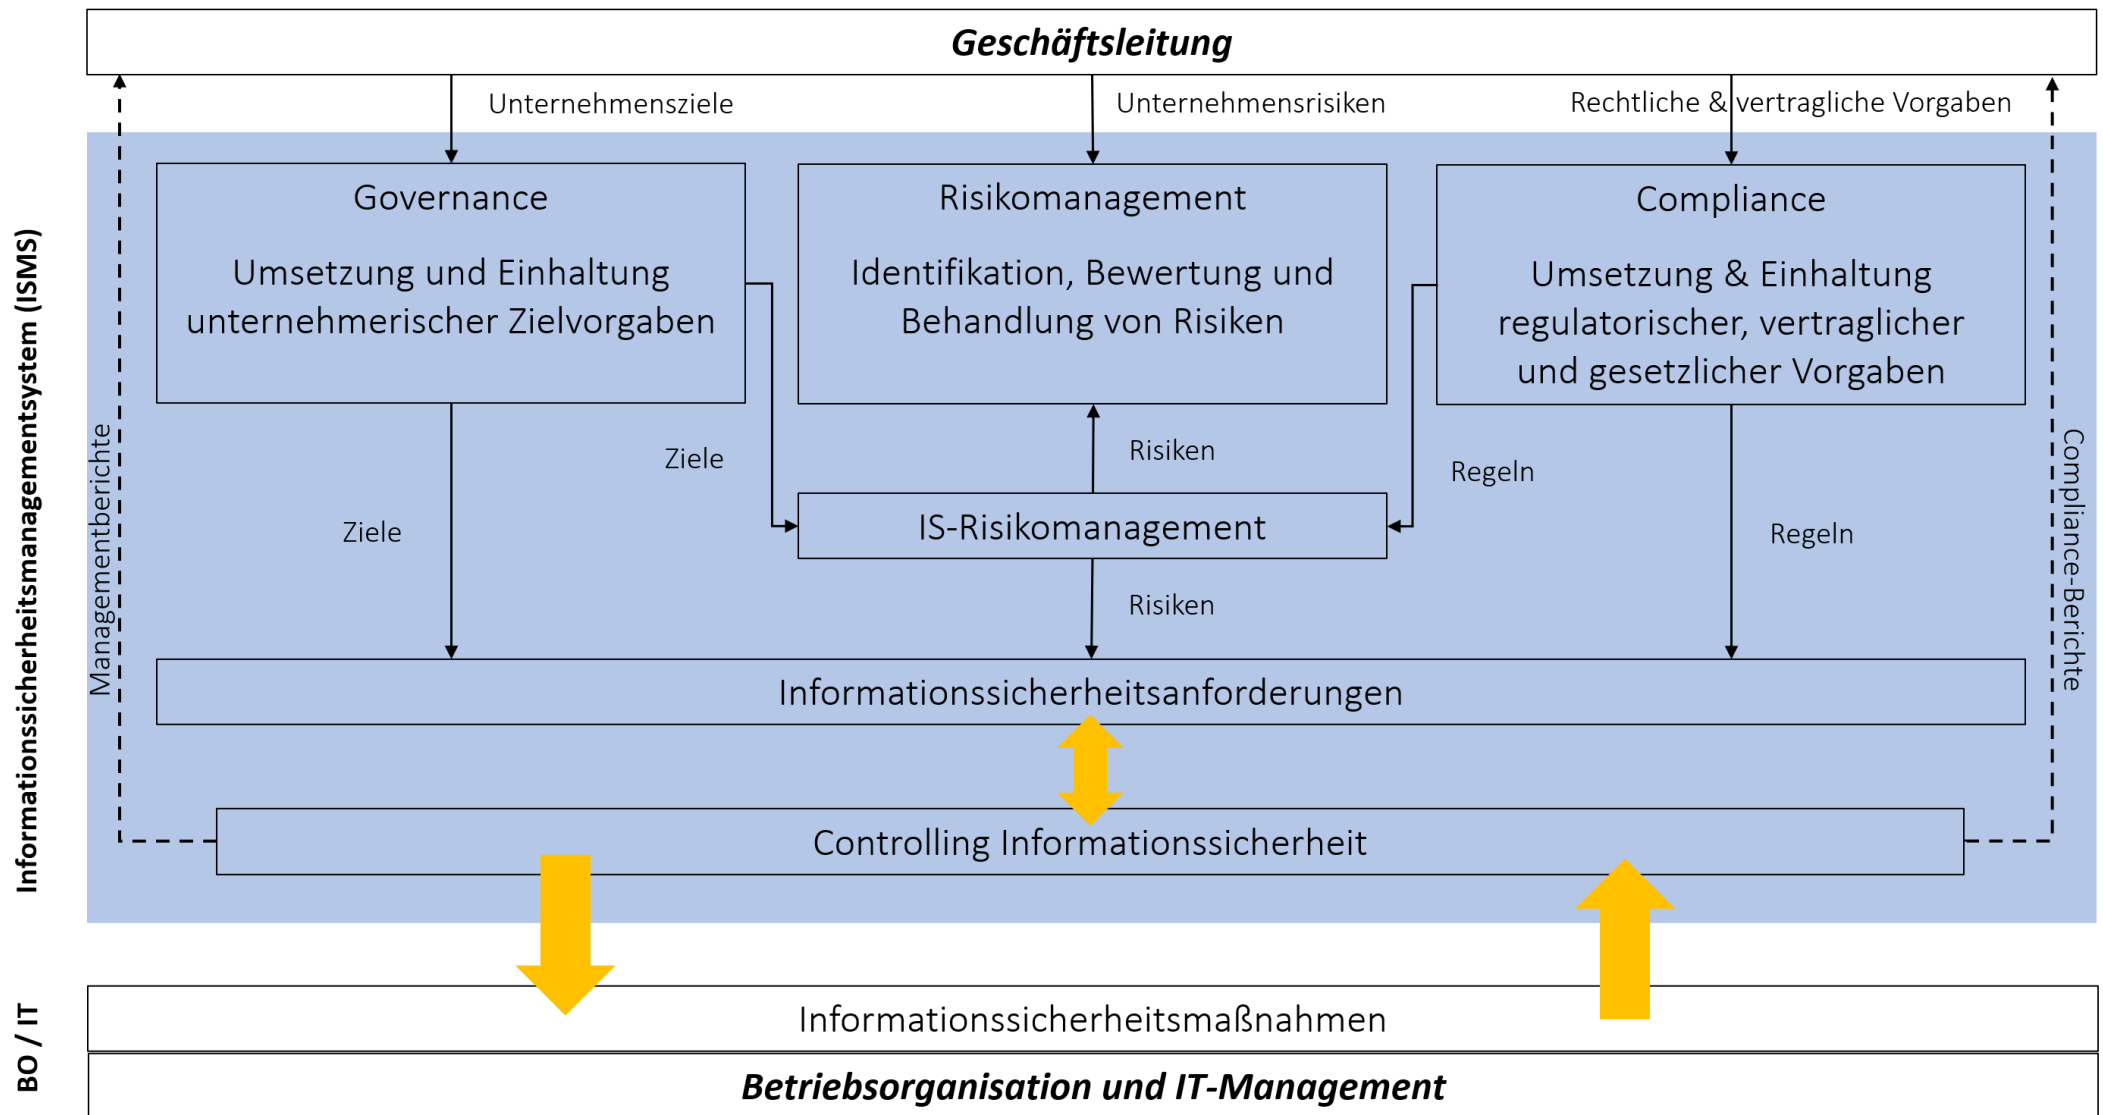 Geschäftsleitung
Unternehmensziele
Unternehmensrisiken
Rechtliche & vertragliche Vorgaben
Informationssicherheitsmanagementsystem (ISMS)
Managementberichte
Governance
Umsetzung und Einhaltung
unternehmerischer Zielvorgaben
Risikomanagement
Identifikation, Bewertung und
Behandlung von Risiken
Compliance
Umsetzung & Einhaltung
regulatorischer, vertraglicher
und gesetzlicher Vorgaben
Compliance-Berichte
Ziele
Risiken
Regeln
IS-Risikomanagement
Ziele
Regeln
Risiken
Informationssicherheitsanforderungen
Controlling Informationssicherheit
BO / IT
Informationssicherheitsmaßnahmen
Betriebsorganisation und IT-Management